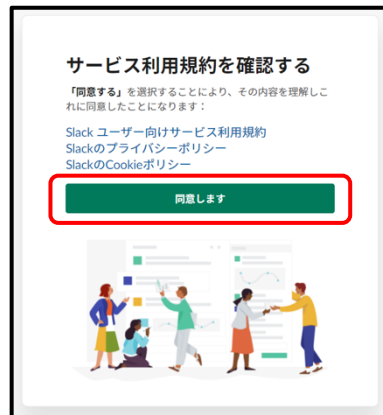 サービス利用規約を確認する
「同意する」を選択することにより、その内容を理解しこ
れに同意したことになります：
Slack ユーザー向けサービス利用規約
Slackのプライバシーポリシー
SlackのCookieポリシー
同意します